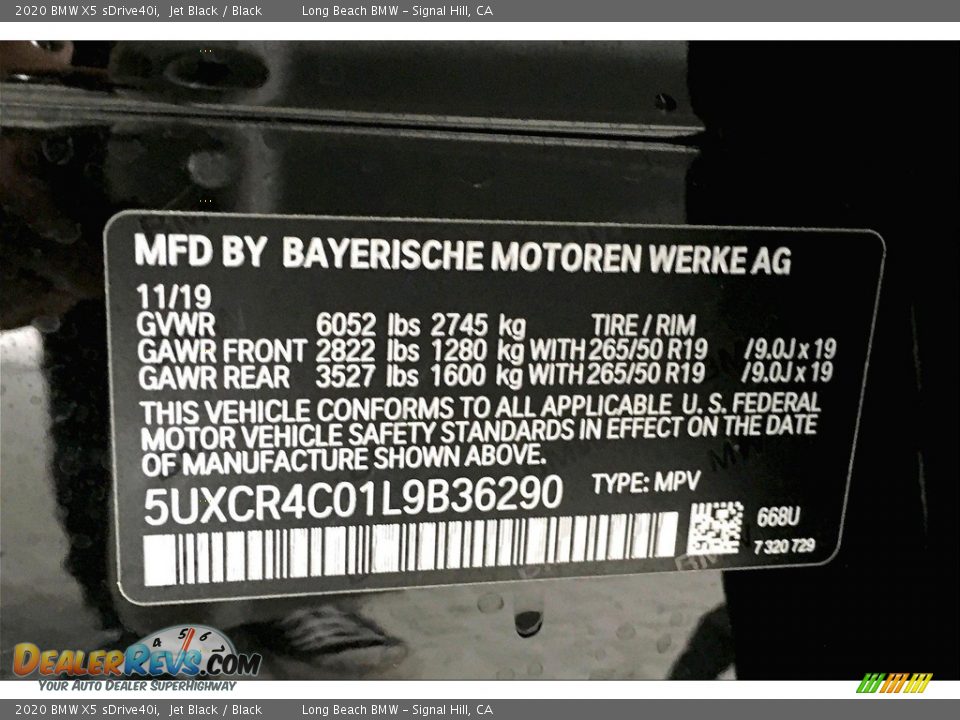 2020 BMW X5 sDrive40i, Jet Black / Black Long Beach BMW - Signal Hill, CA
MFD BY BAYERISCHE MOTOREN WERKE AG
11/19
GVWR 6052 lbs 2745 kg TIRE / RIM
GAWR FRONT 2822 lbs 1280 kg WITH 265/50 R19 /9.0J x 19
GAWR REAR 3527 lbs 1600 kg WITH 265/50 R19 /9.0J x 19
THIS VEHICLE CONFORMS TO ALL APPLICABLE U. S. FEDERAL
MOTOR VEHICLE SAFETY STANDARDS IN EFFECT ON THE DATE
OF MANUFACTURE SHOWN ABOVE.
5UXCR4C01L9B36290 TYPE: MPV
668U
7 320 729
4 5 6
DEALERREVS.COM
YOUR AUTO DEALER SUPERHIGHWAY
2020 BMW X5 sDrive40i, Jet Black / Black Long Beach BMW - Signal Hill, CA